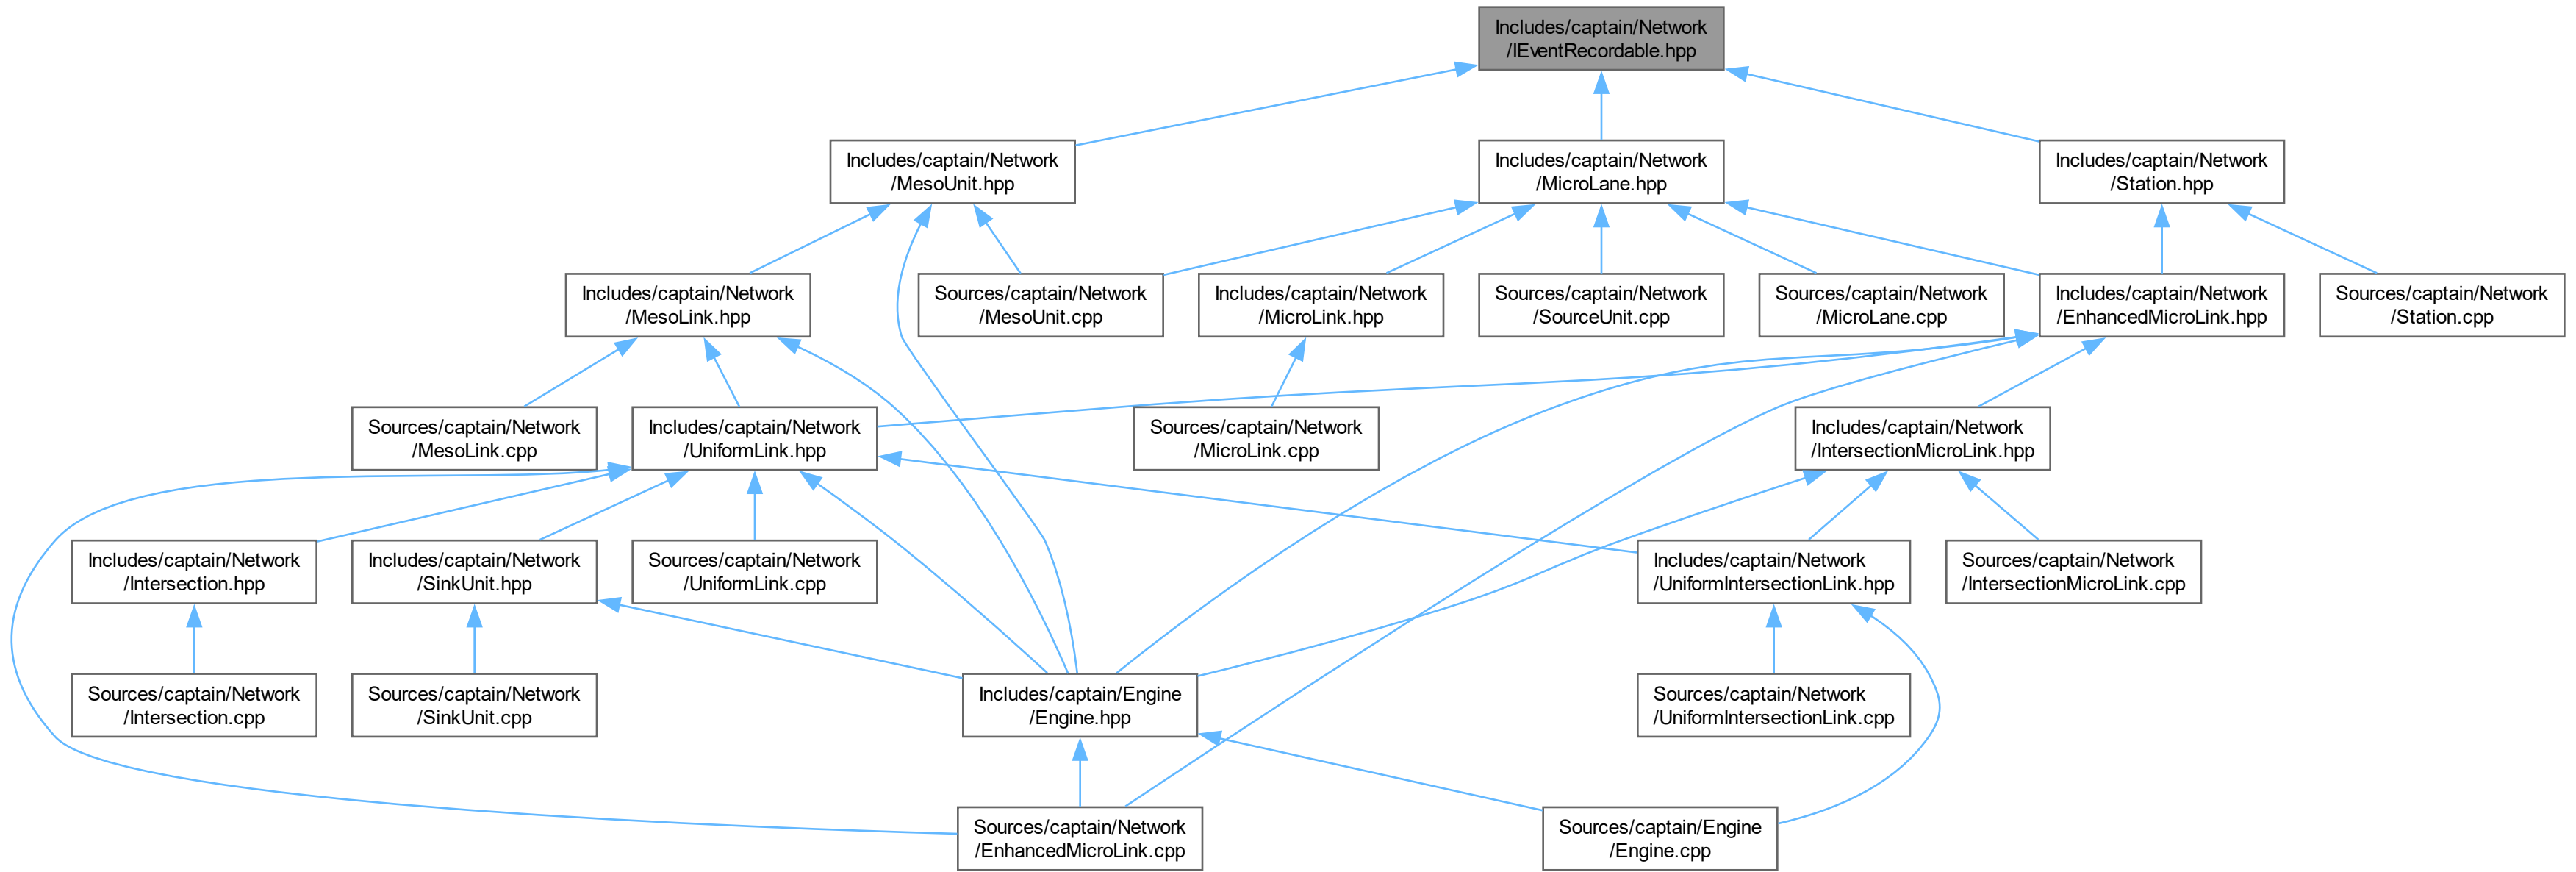 Includes/captain/Network
/IEventRecordable.hpp
Includes/captain/Network
/MesoUnit.hpp
Includes/captain/Network
/MicroLane.hpp
Includes/captain/Network
/Station.hpp
Includes/captain/Network
/MesoLink.hpp
Sources/captain/Network
/MesoUnit.cpp
Includes/captain/Network
/MicroLink.hpp
Sources/captain/Network
/SourceUnit.cpp
Sources/captain/Network
/MicroLane.cpp
Includes/captain/Network
/EnhancedMicroLink.hpp
Sources/captain/Network
/Station.cpp
Sources/captain/Network
/MesoLink.cpp
Includes/captain/Network
/UniformLink.hpp
Sources/captain/Network
/MicroLink.cpp
Includes/captain/Network
/IntersectionMicroLink.hpp
Includes/captain/Network
/Intersection.hpp
Includes/captain/Network
/SinkUnit.hpp
Sources/captain/Network
/UniformLink.cpp
Includes/captain/Network
/UniformIntersectionLink.hpp
Sources/captain/Network
/IntersectionMicroLink.cpp
Sources/captain/Network
/Intersection.cpp
Sources/captain/Network
/SinkUnit.cpp
Includes/captain/Engine
/Engine.hpp
Sources/captain/Network
/UniformIntersectionLink.cpp
Sources/captain/Network
/EnhancedMicroLink.cpp
Sources/captain/Engine
/Engine.cpp